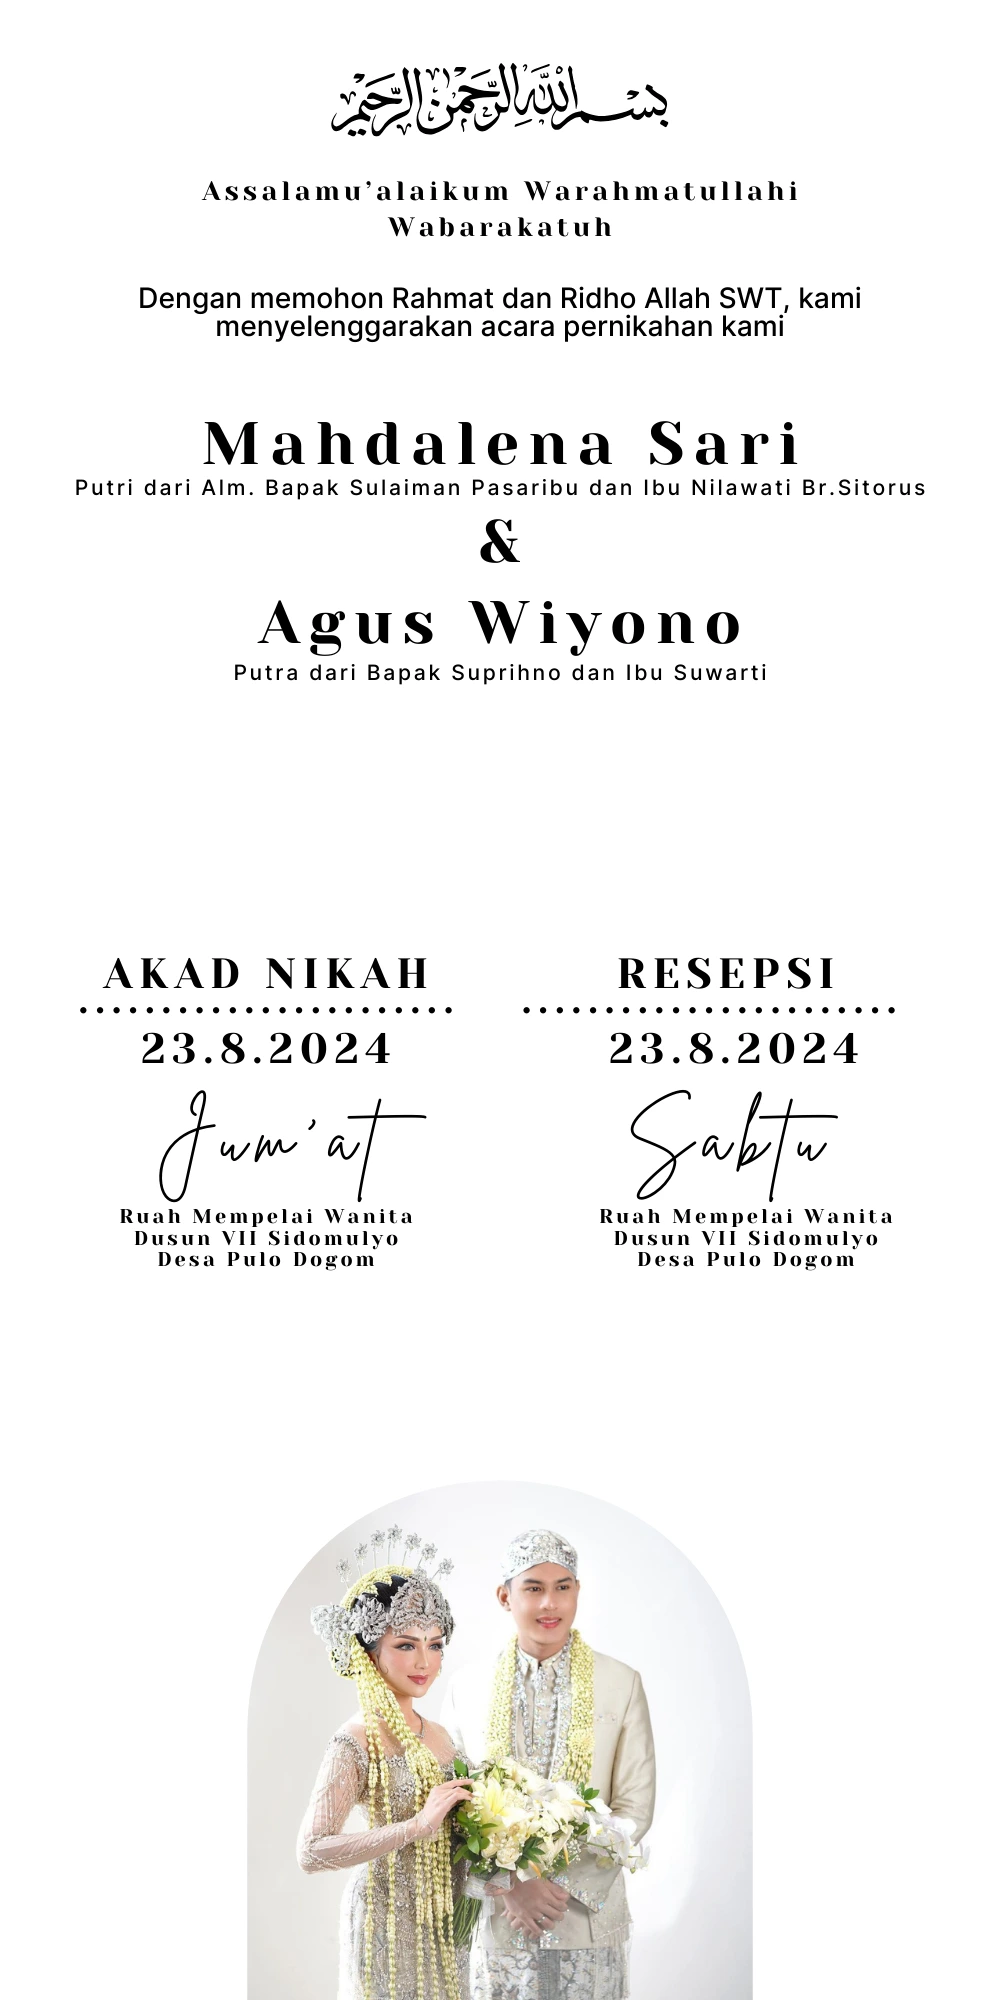 بسم الله الرحمن الرحيم
Assalamu’alaikum Warahmatullahi
Wabarakatuh
Dengan memohon Rahmat dan Ridho Allah SWT, kami
menyelenggarakan acara pernikahan kami
Mahdalena Sari
Putri dari Alm. Bapak Sulaiman Pasaribu dan Ibu Nilawati Br.Sitorus
&
Agus Wiyono
Putra dari Bapak Suprihno dan Ibu Suwarti
AKAD NIKAH
23.8.2024
Jum’at
Ruah Mempelai Wanita
Dusun VII Sidomulyo
Desa Pulo Dogom
RESEPSI
23.8.2024
Sabtu
Ruah Mempelai Wanita
Dusun VII Sidomulyo
Desa Pulo Dogom